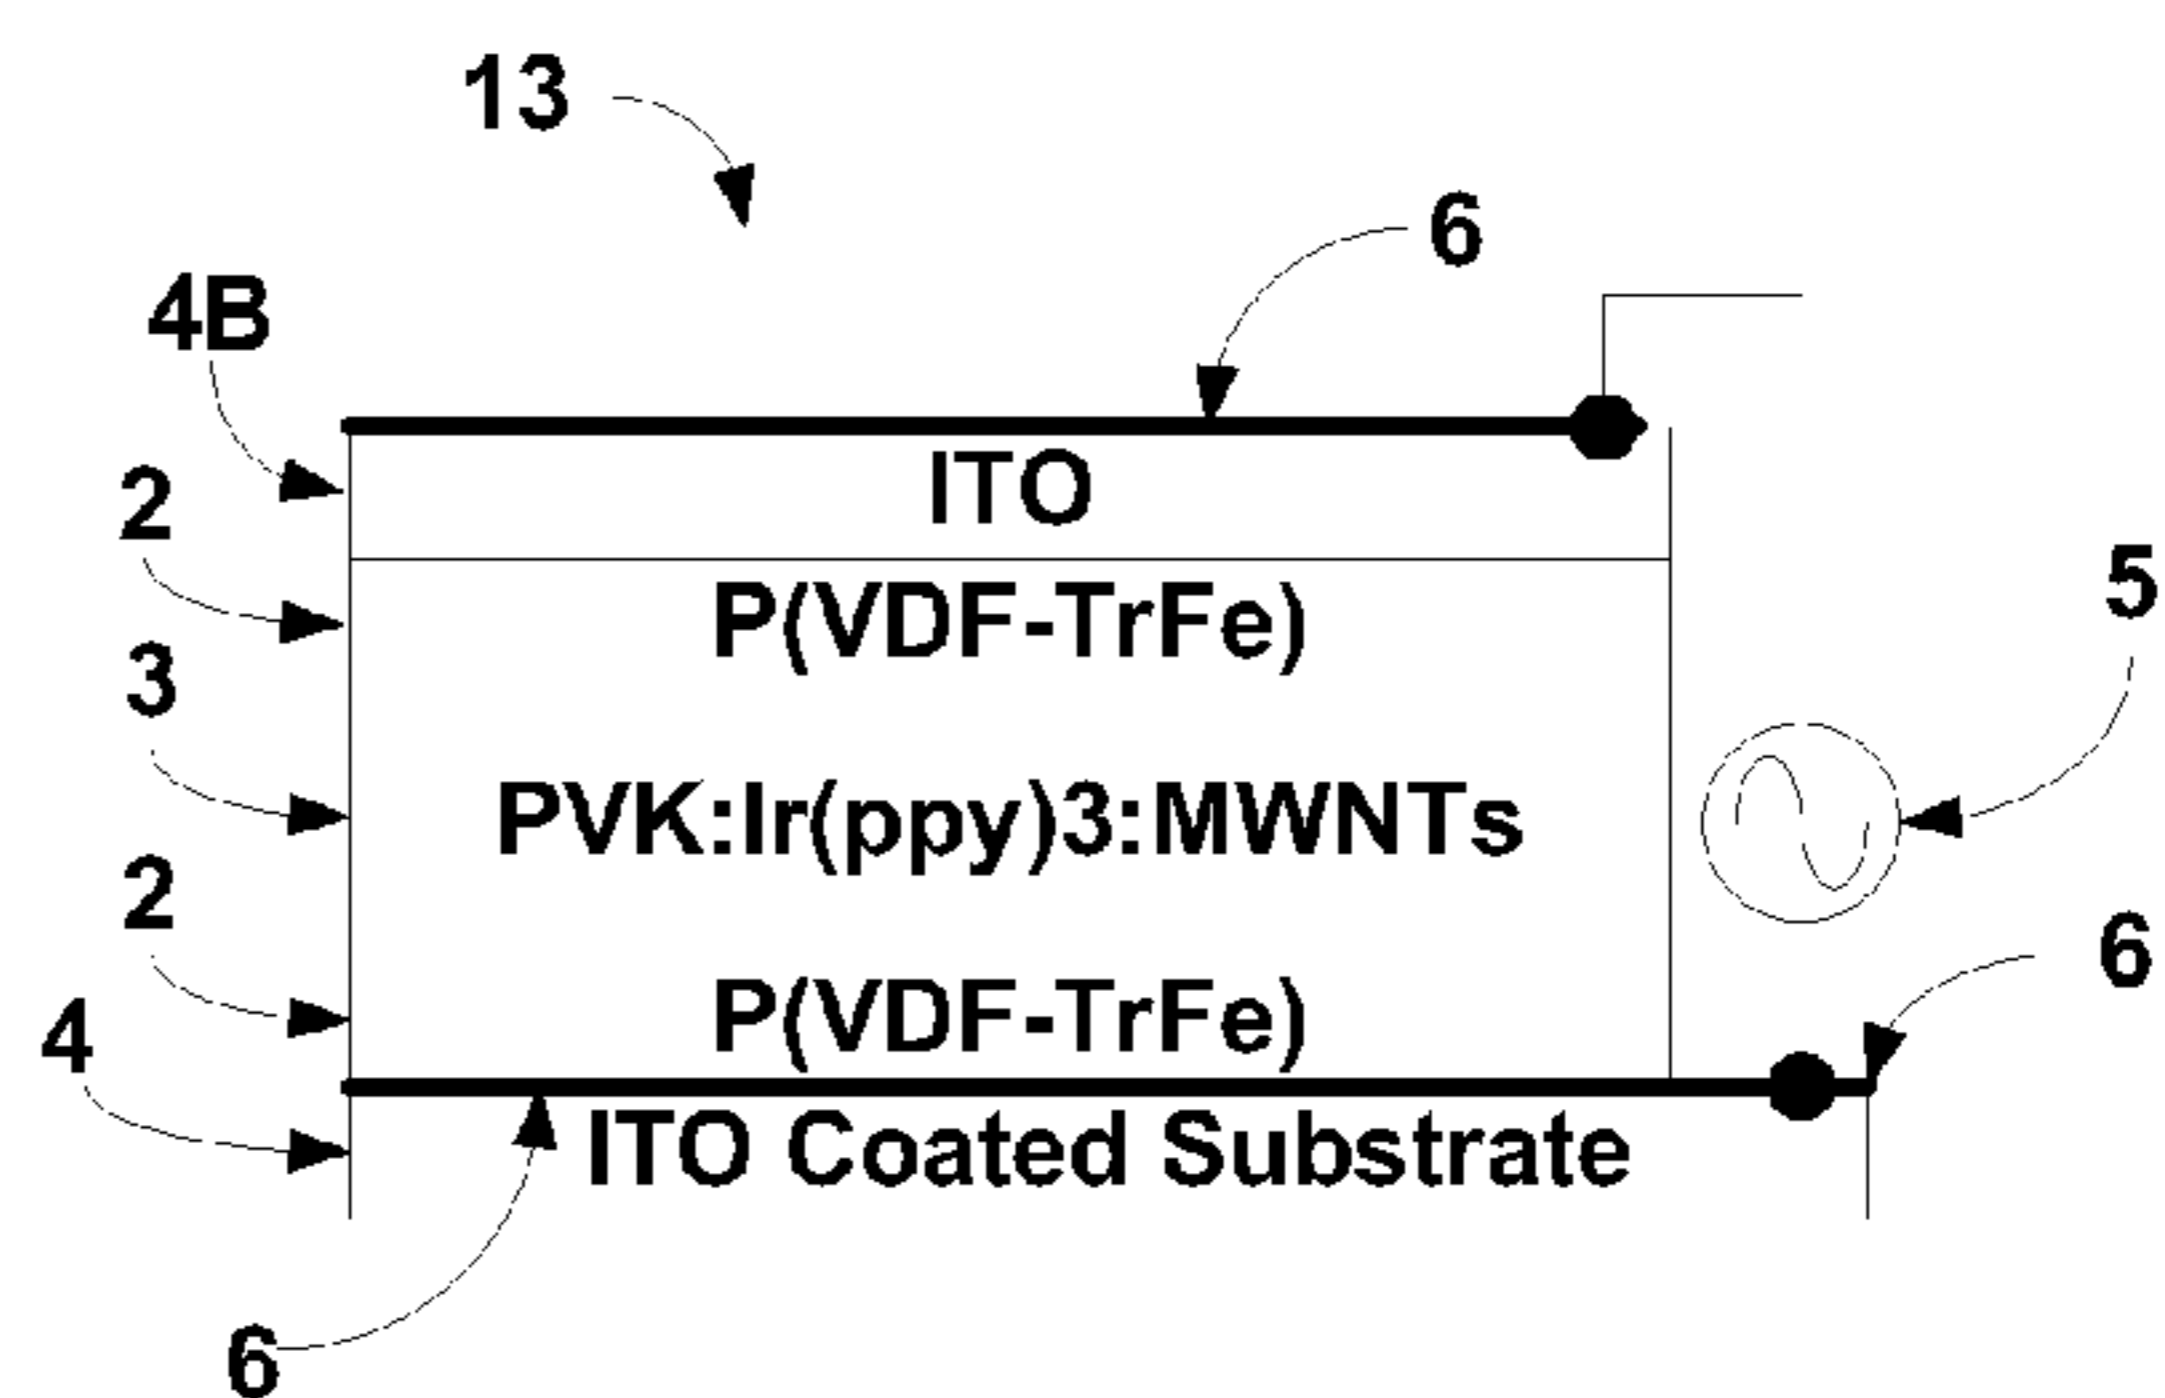 13
6
4B
ITO
2
P(VDF-TrFe)
5
3
PVK:Ir(ppy)3:MWNTs
2
6
P(VDF-TrFe)
4
ITO Coated Substrate
6